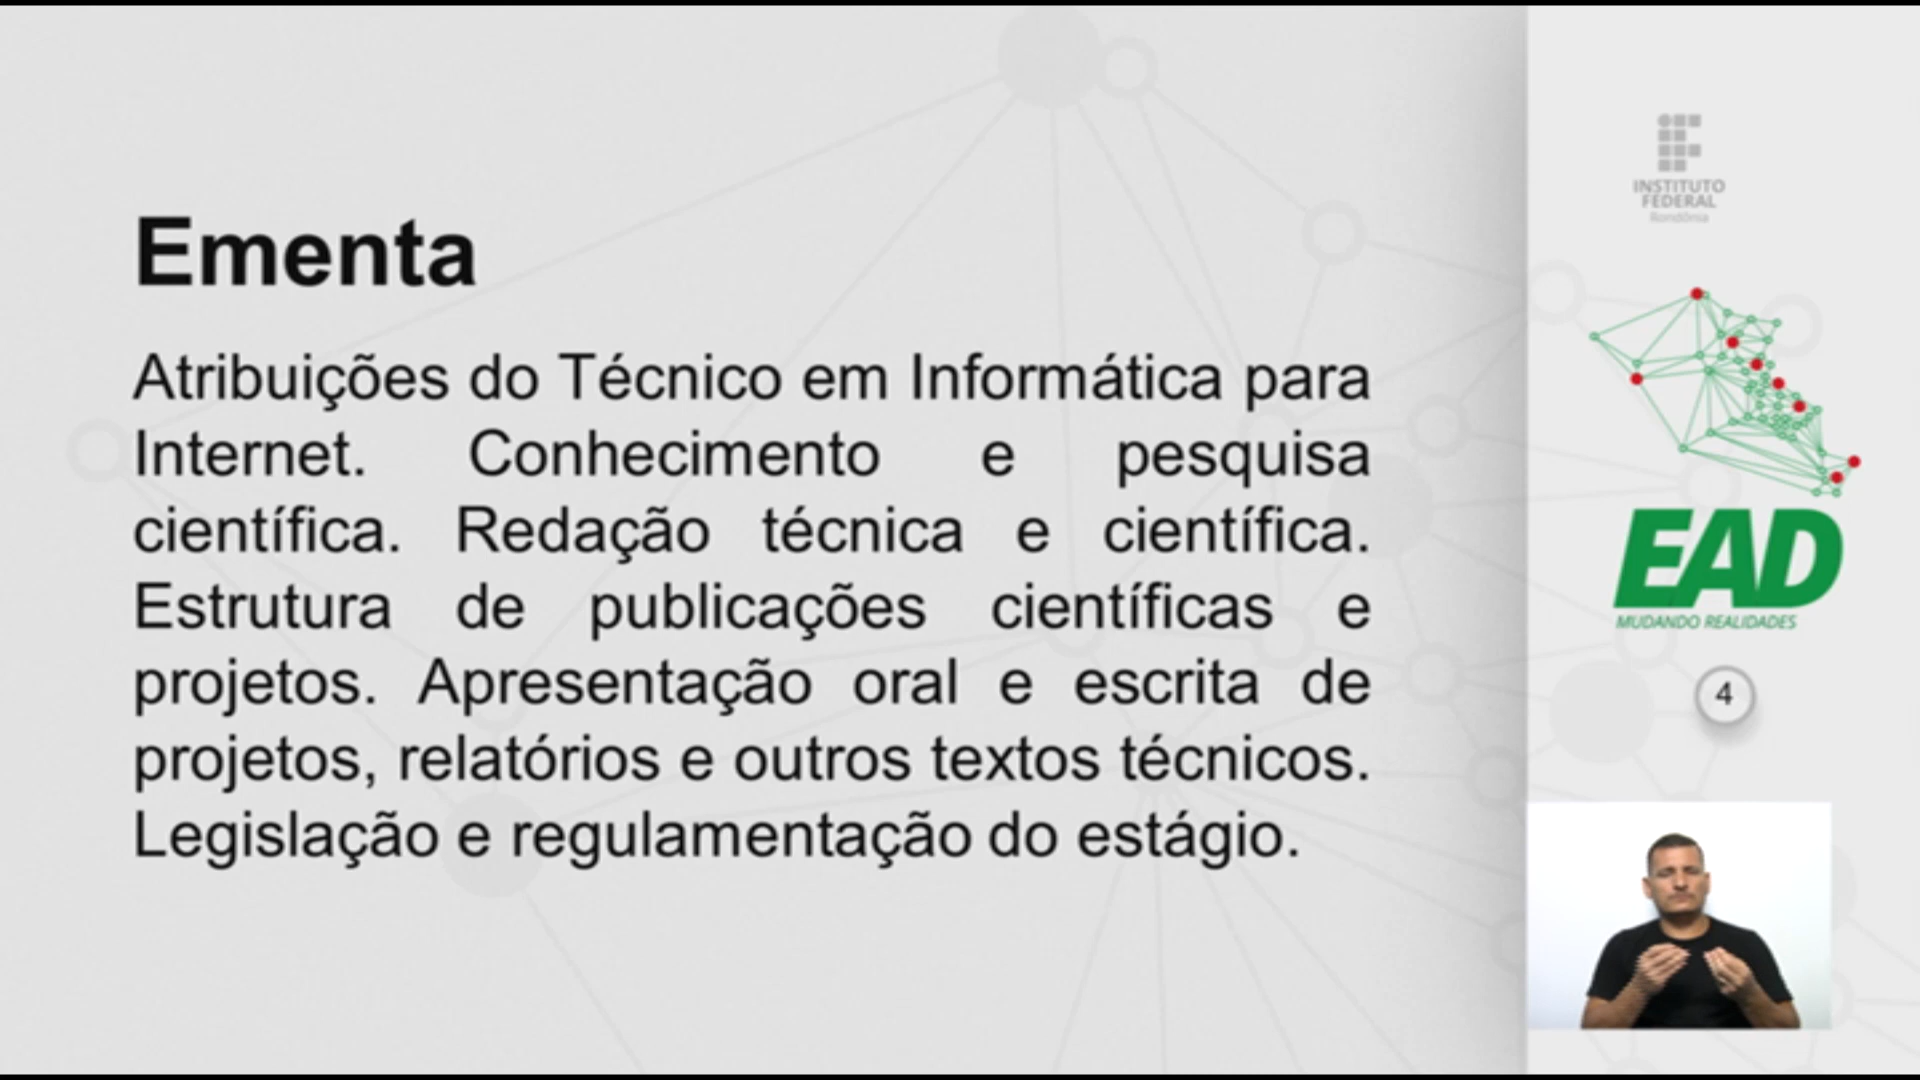 Ementa
Atribuições do Técnico em Informática para
Internet. Conhecimento e pesquisa
científica. Redação técnica e científica.
Estrutura de publicações científicas e
projetos. Apresentação oral e escrita de
projetos, relatórios e outros textos técnicos.
Legislação e regulamentação do estágio.
INSTITUTO
FEDERAL
Rondônia
EAD
MUDANDO REALIDADES
4